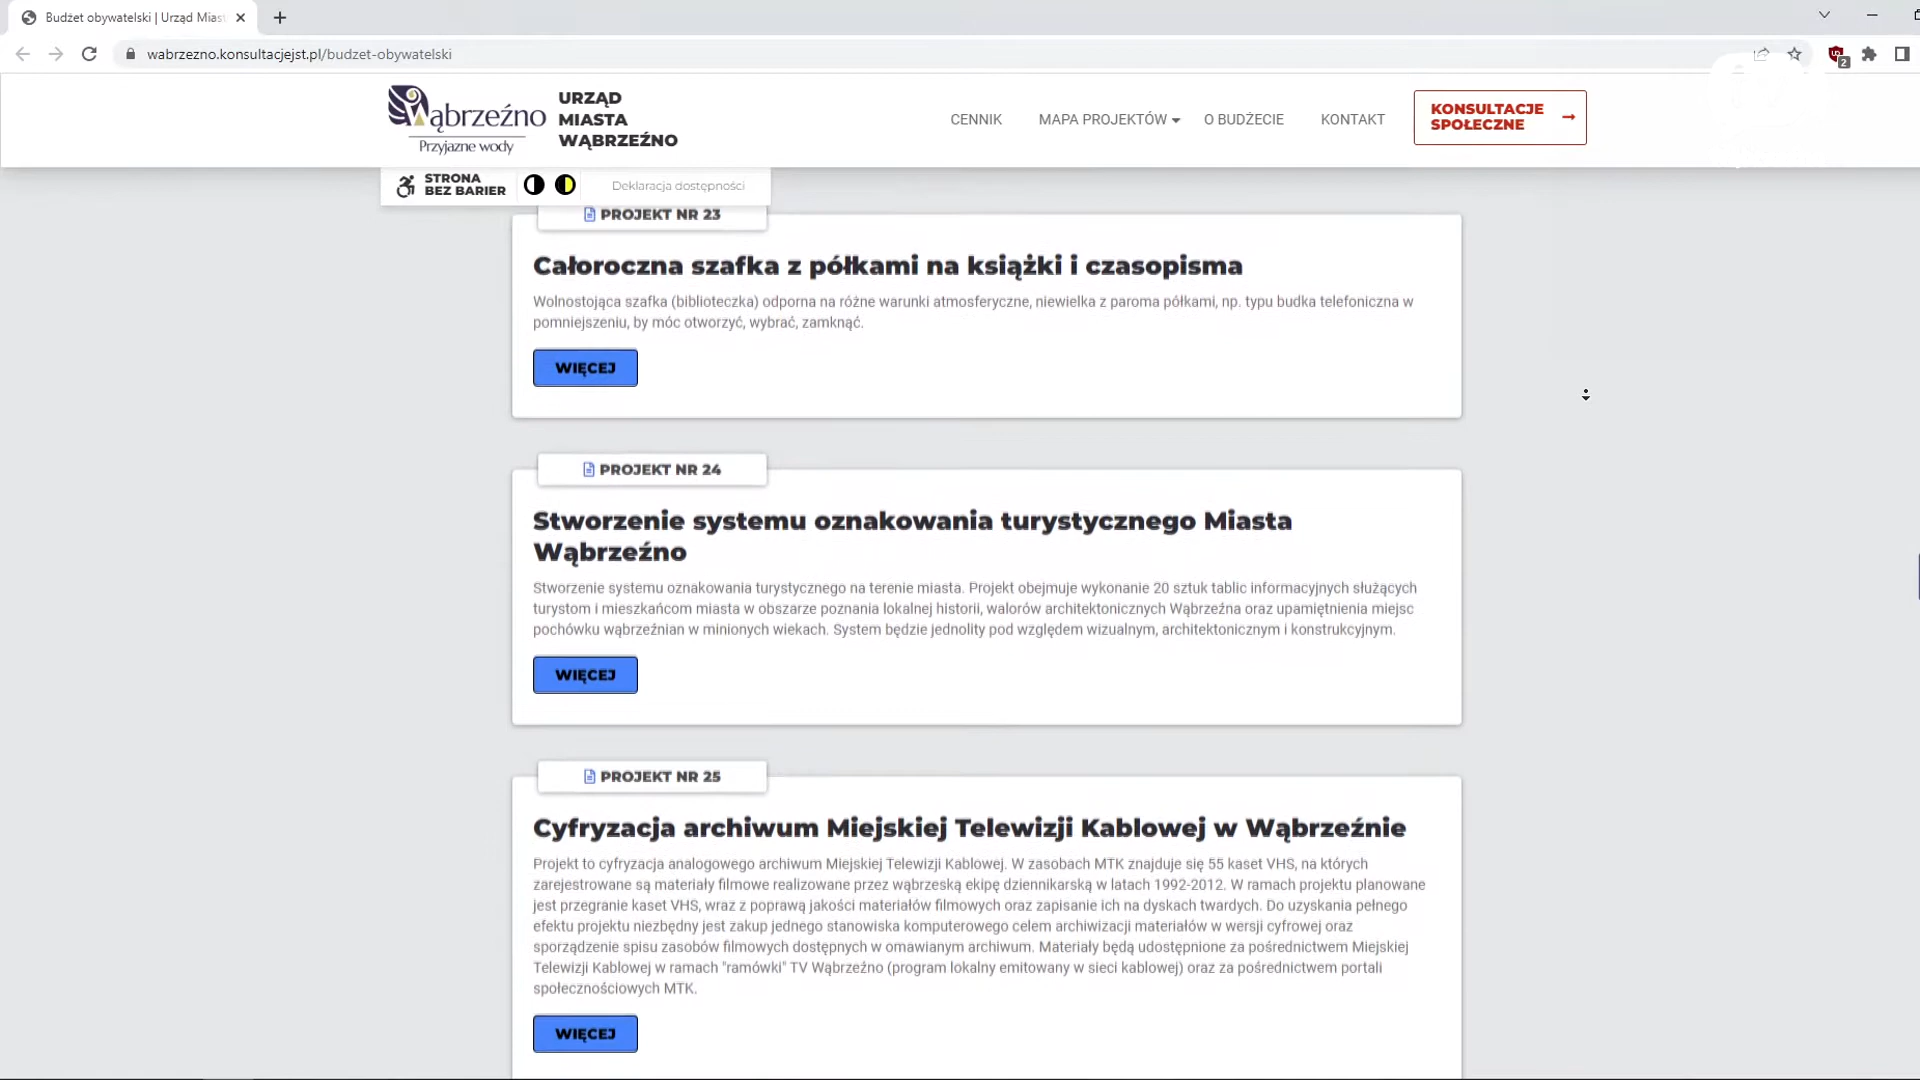 Budżet obywatelski | Urząd Mias
wabrzezno.konsultacjejst.pl/budzet-obywatelski
2
Wąbrzeźno
Przyjazne wody
URZĄD
MIASTA
WĄBRZEŹNO
CENNIK
MAPA PROJEKTÓW
O BUDŻECIE
KONTAKT
KONSULTACJE
SPOŁECZNE
STRONA
BEZ BARIER
Deklaracja dostępności
PROJEKT NR 23
Całoroczna szafka z półkami na książki i czasopisma
Wolnostojąca szafka (biblioteczka) odporna na różne warunki atmosferyczne, niewielka z paroma półkami, np. typu budka telefoniczna w
pomniejszeniu, by móc otworzyć, wybrać, zamknąć.
WIĘCEJ
PROJEKT NR 24
Stworzenie systemu oznakowania turystycznego Miasta
Wąbrzeźno
Stworzenie systemu oznakowania turystycznego na terenie miasta. Projekt obejmuje wykonanie 20 sztuk tablic informacyjnych służących
turystom i mieszkańcom miasta w obszarze poznania lokalnej historii, walorów architektonicznych Wąbrzeźna oraz upamiętnienia miejsc
pochówku wąbrzeźnian w minionych wiekach. System będzie jednolity pod względem wizualnym, architektonicznym i konstrukcyjnym.
WIĘCEJ
PROJEKT NR 25
Cyfryzacja archiwum Miejskiej Telewizji Kablowej w Wąbrzeźnie
Projekt to cyfryzacja analogowego archiwum Miejskiej Telewizji Kablowej. W zasobach MTK znajduje się 55 kaset VHS, na których
zarejestrowane są materiały filmowe realizowane przez wąbrzeską ekipę dziennikarską w latach 1992-2012. W ramach projektu planowane
jest przegranie kaset VHS, wraz z poprawą jakości materiałów filmowych oraz zapisanie ich na dyskach twardych. Do uzyskania pełnego
efektu projektu niezbędny jest zakup jednego stanowiska komputerowego celem archiwizacji materiałów w wersji cyfrowej oraz
sporządzenie spisu zasobów filmowych dostępnych w omawianym archiwum. Materiały będą udostępnione za pośrednictwem Miejskiej
Telewizji Kablowej w ramach "ramówki" TV Wąbrzeźno (program lokalny emitowany w sieci kablowej) oraz za pośrednictwem portali
społecznościowych MTK.
WIĘCEJ